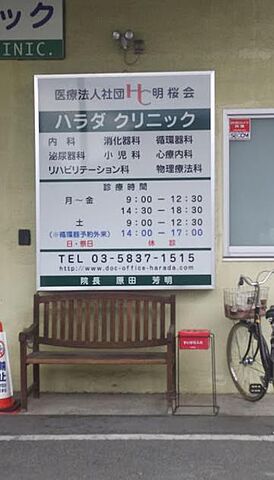 ック
CLINIC.
医療法人社団 HC 明桜会
ハラダ クリニック
内科 消化器科 循環器科
泌尿器科 小児科 心療内科
リハビリテーション科 物理療法科
診療時間
月~金 9:00 ー 12:30
14:30 ー 18:30
土 9:00 ー 12:30
(※循環器予約外来) 14:00 ー 17:00
日・祭日 休診
TEL 03-5837-1515
http://www.doc-office-harada.com
院長 原田 芳明